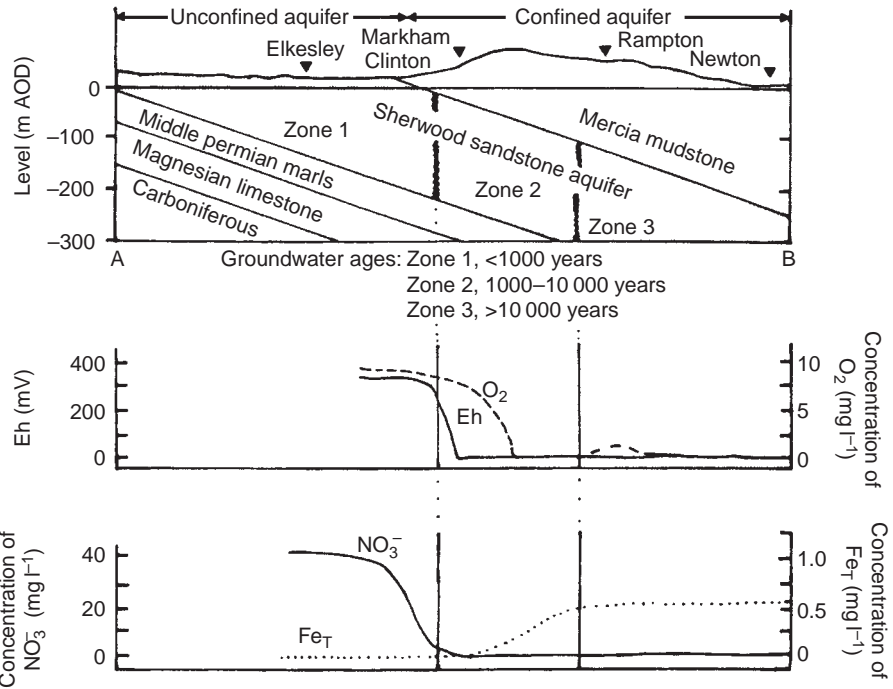 Unconfined aquifer
Confined aquifer
Elkesley
Markham
Clinton
Rampton
Newton
Level (m AOD)
0
–100
–200
–300
Zone 1
Middle permian marls
Magnesian limestone
Carboniferous
Sherwood sandstone
aquifer
Mercia mudstone
Zone 2
Zone 3
A
B
Groundwater ages: Zone 1, <1000 years
Zone 2, 1000–10 000 years
Zone 3, >10 000 years
Eh (mV)
400
200
0
O₂
Eh
10
5
0
Concentration of
O₂ (mg l⁻¹)
Concentration of
NO₃⁻ (mg l⁻¹)
40
20
0
NO₃⁻
Fe_T
1.0
0.5
0
Concentration of
Fe_T (mg l⁻¹)